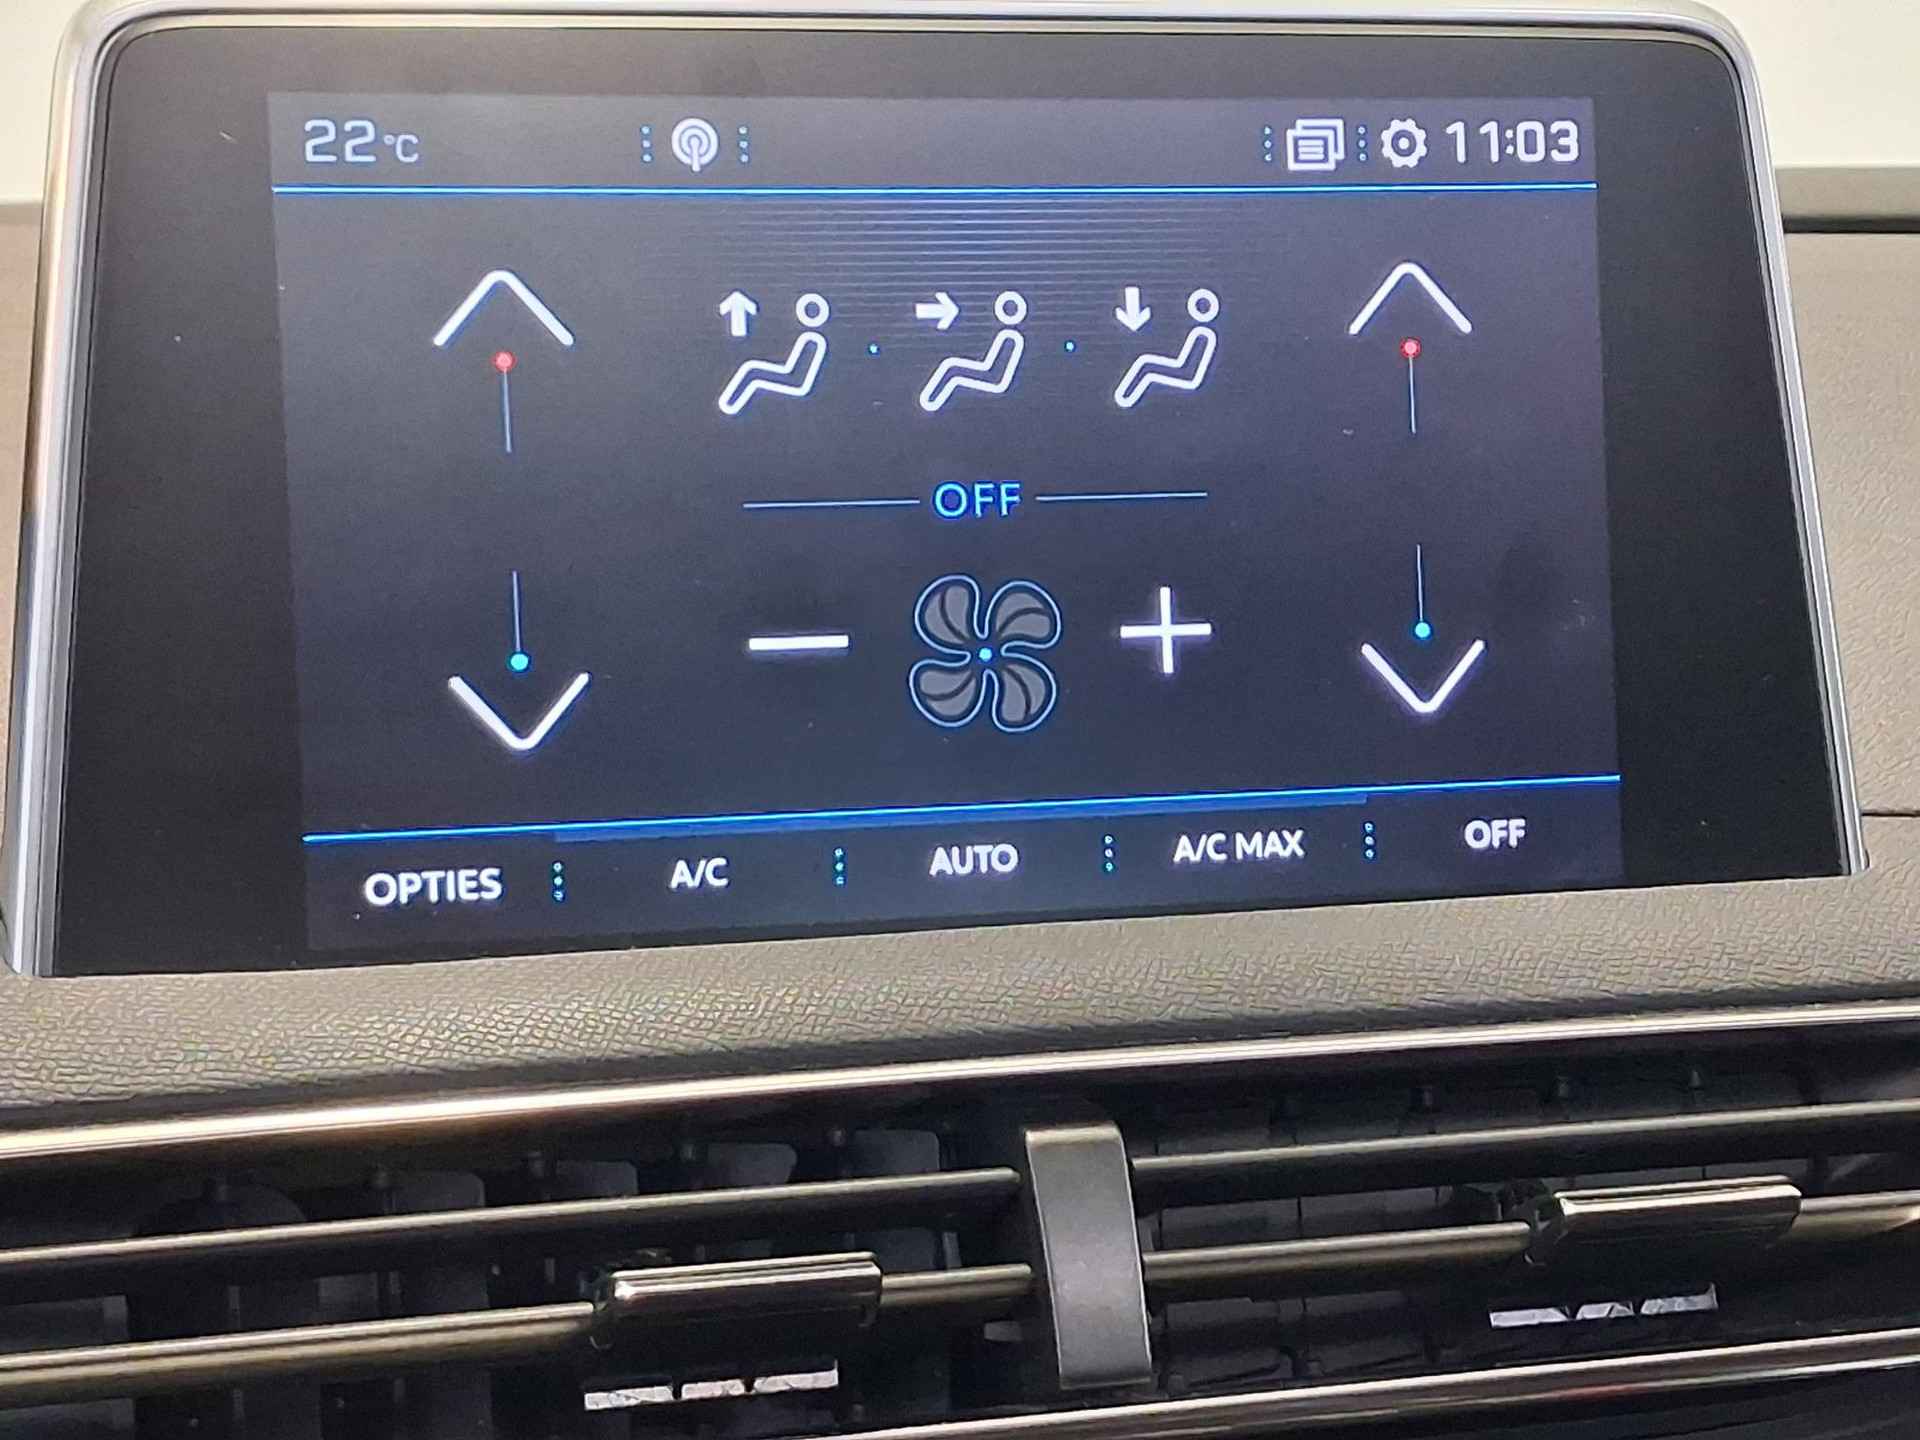 22°C 11:03
OFF
OPTIES A/C AUTO A/C MAX OFF